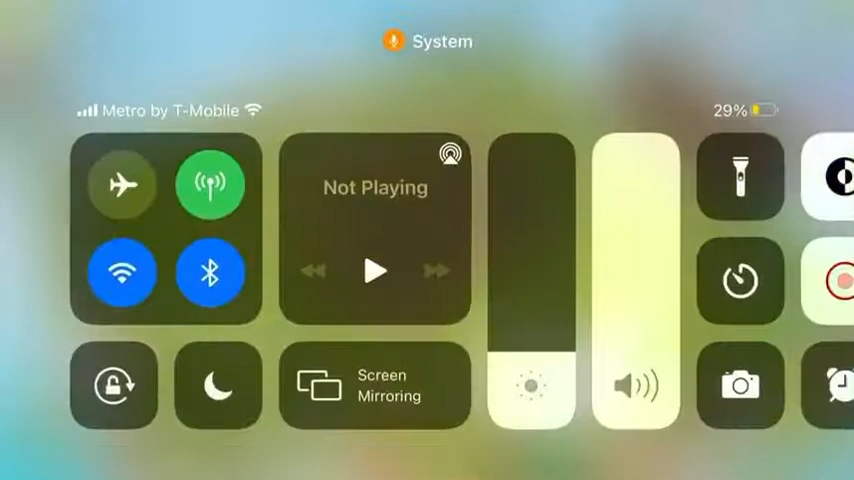 System
Metro by T-Mobile
29%
Not Playing
Screen
Mirroring